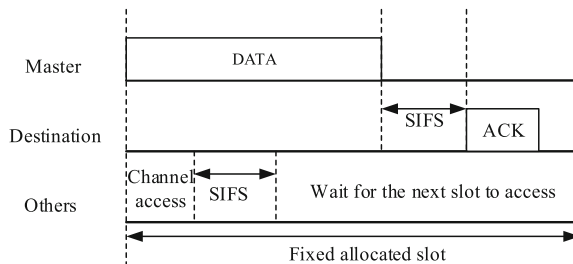 Master
DATA
Destination
SIFS
ACK
Others
Channel
access
SIFS
Wait for the next slot to access
Fixed allocated slot